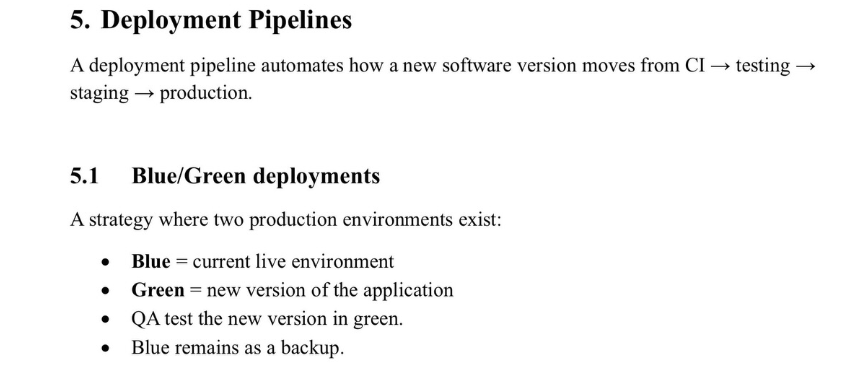 5. Deployment Pipelines
A deployment pipeline automates how a new software version moves from CI → testing →
staging → production.
5.1 Blue/Green deployments
A strategy where two production environments exist:
• Blue = current live environment
• Green = new version of the application
• QA test the new version in green.
• Blue remains as a backup.